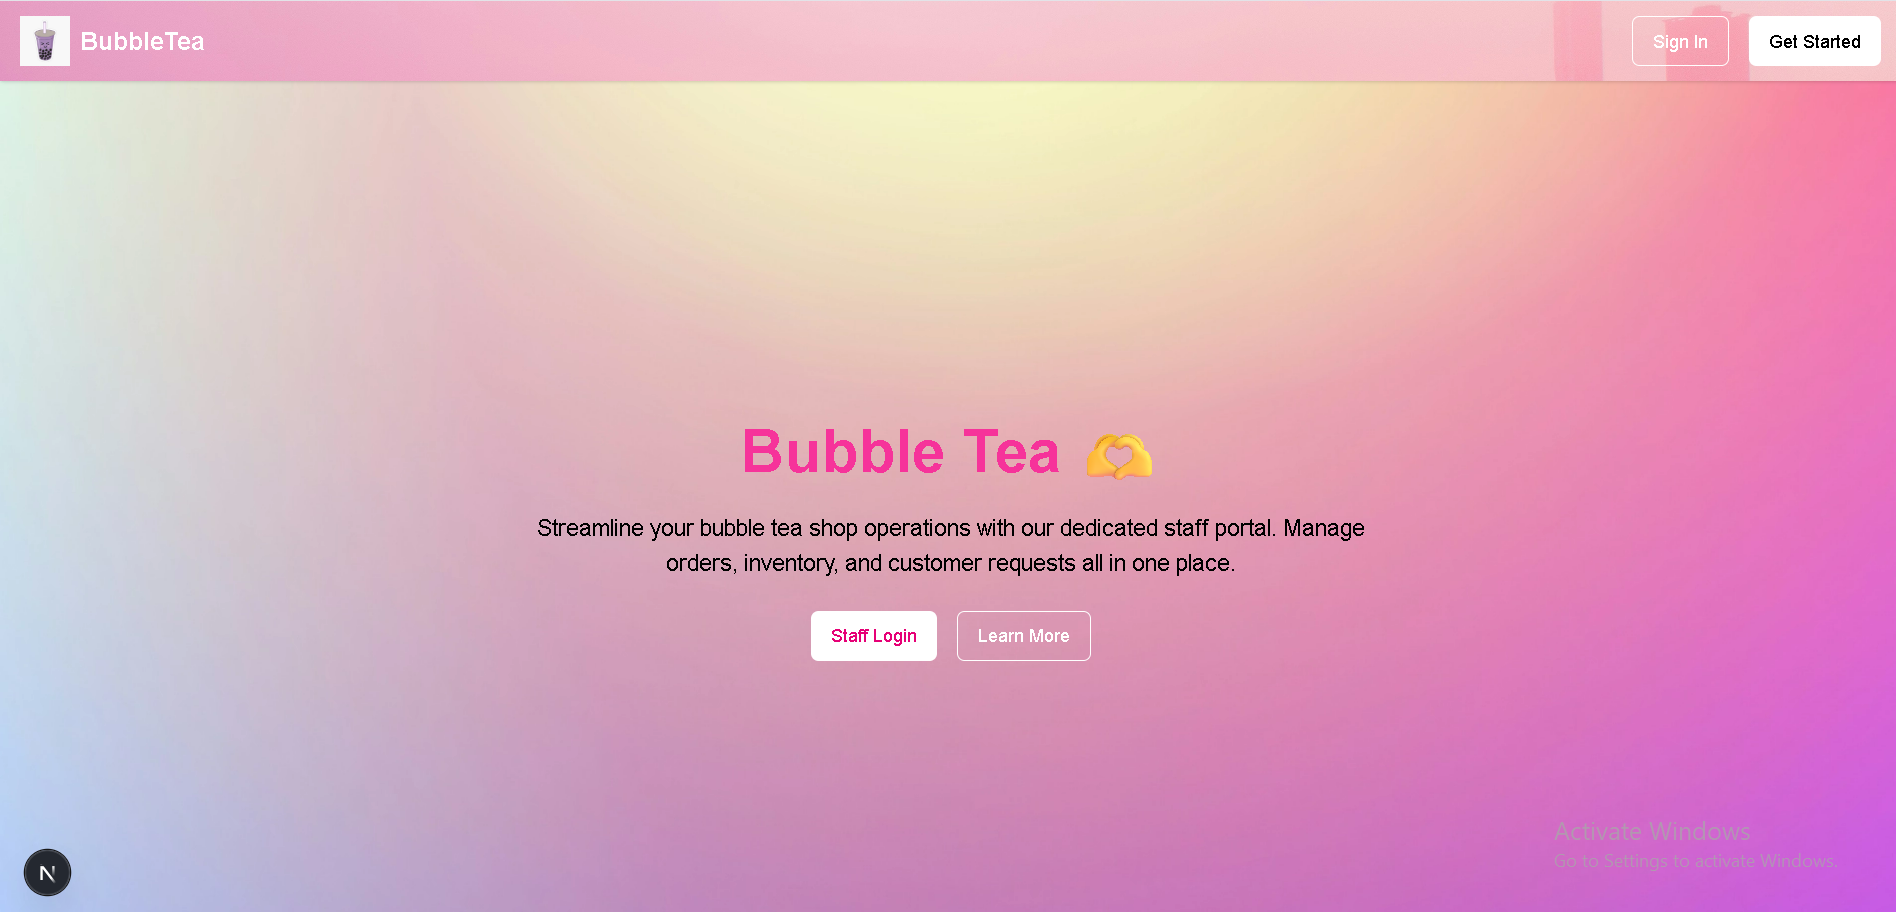 BubbleTea
Sign In
Get Started
Bubble Tea 🫶
Streamline your bubble tea shop operations with our dedicated staff portal. Manage
orders, inventory, and customer requests all in one place.
Staff Login
Learn More
Activate Windows
Go to Settings to activate Windows.
N